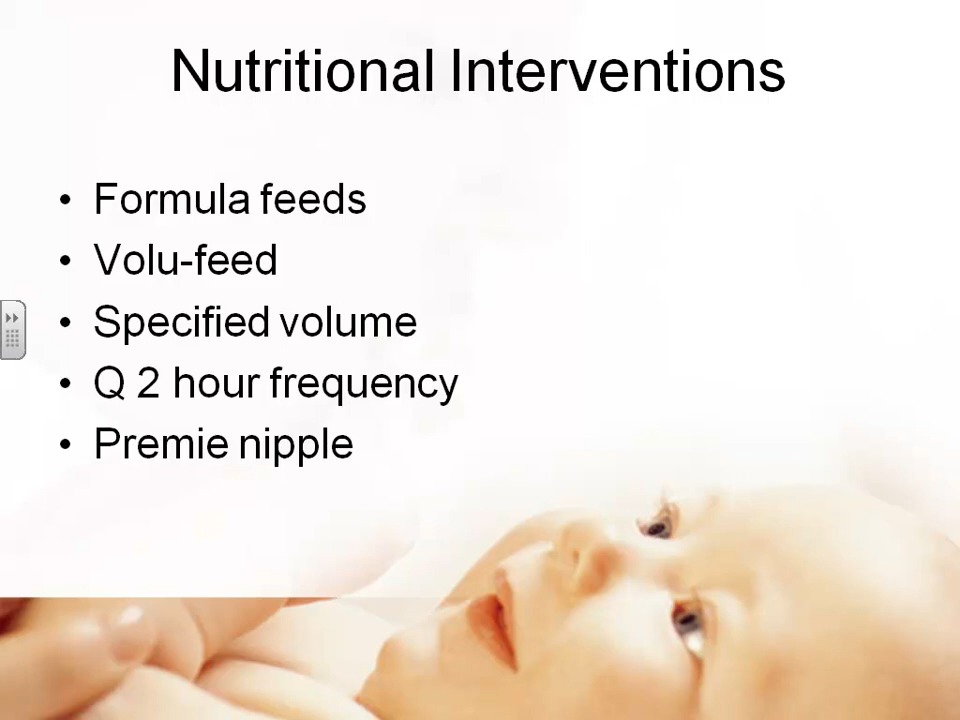 Nutritional Interventions
• Formula feeds
• Volu-feed
• Specified volume
• Q 2 hour frequency
• Premie nipple